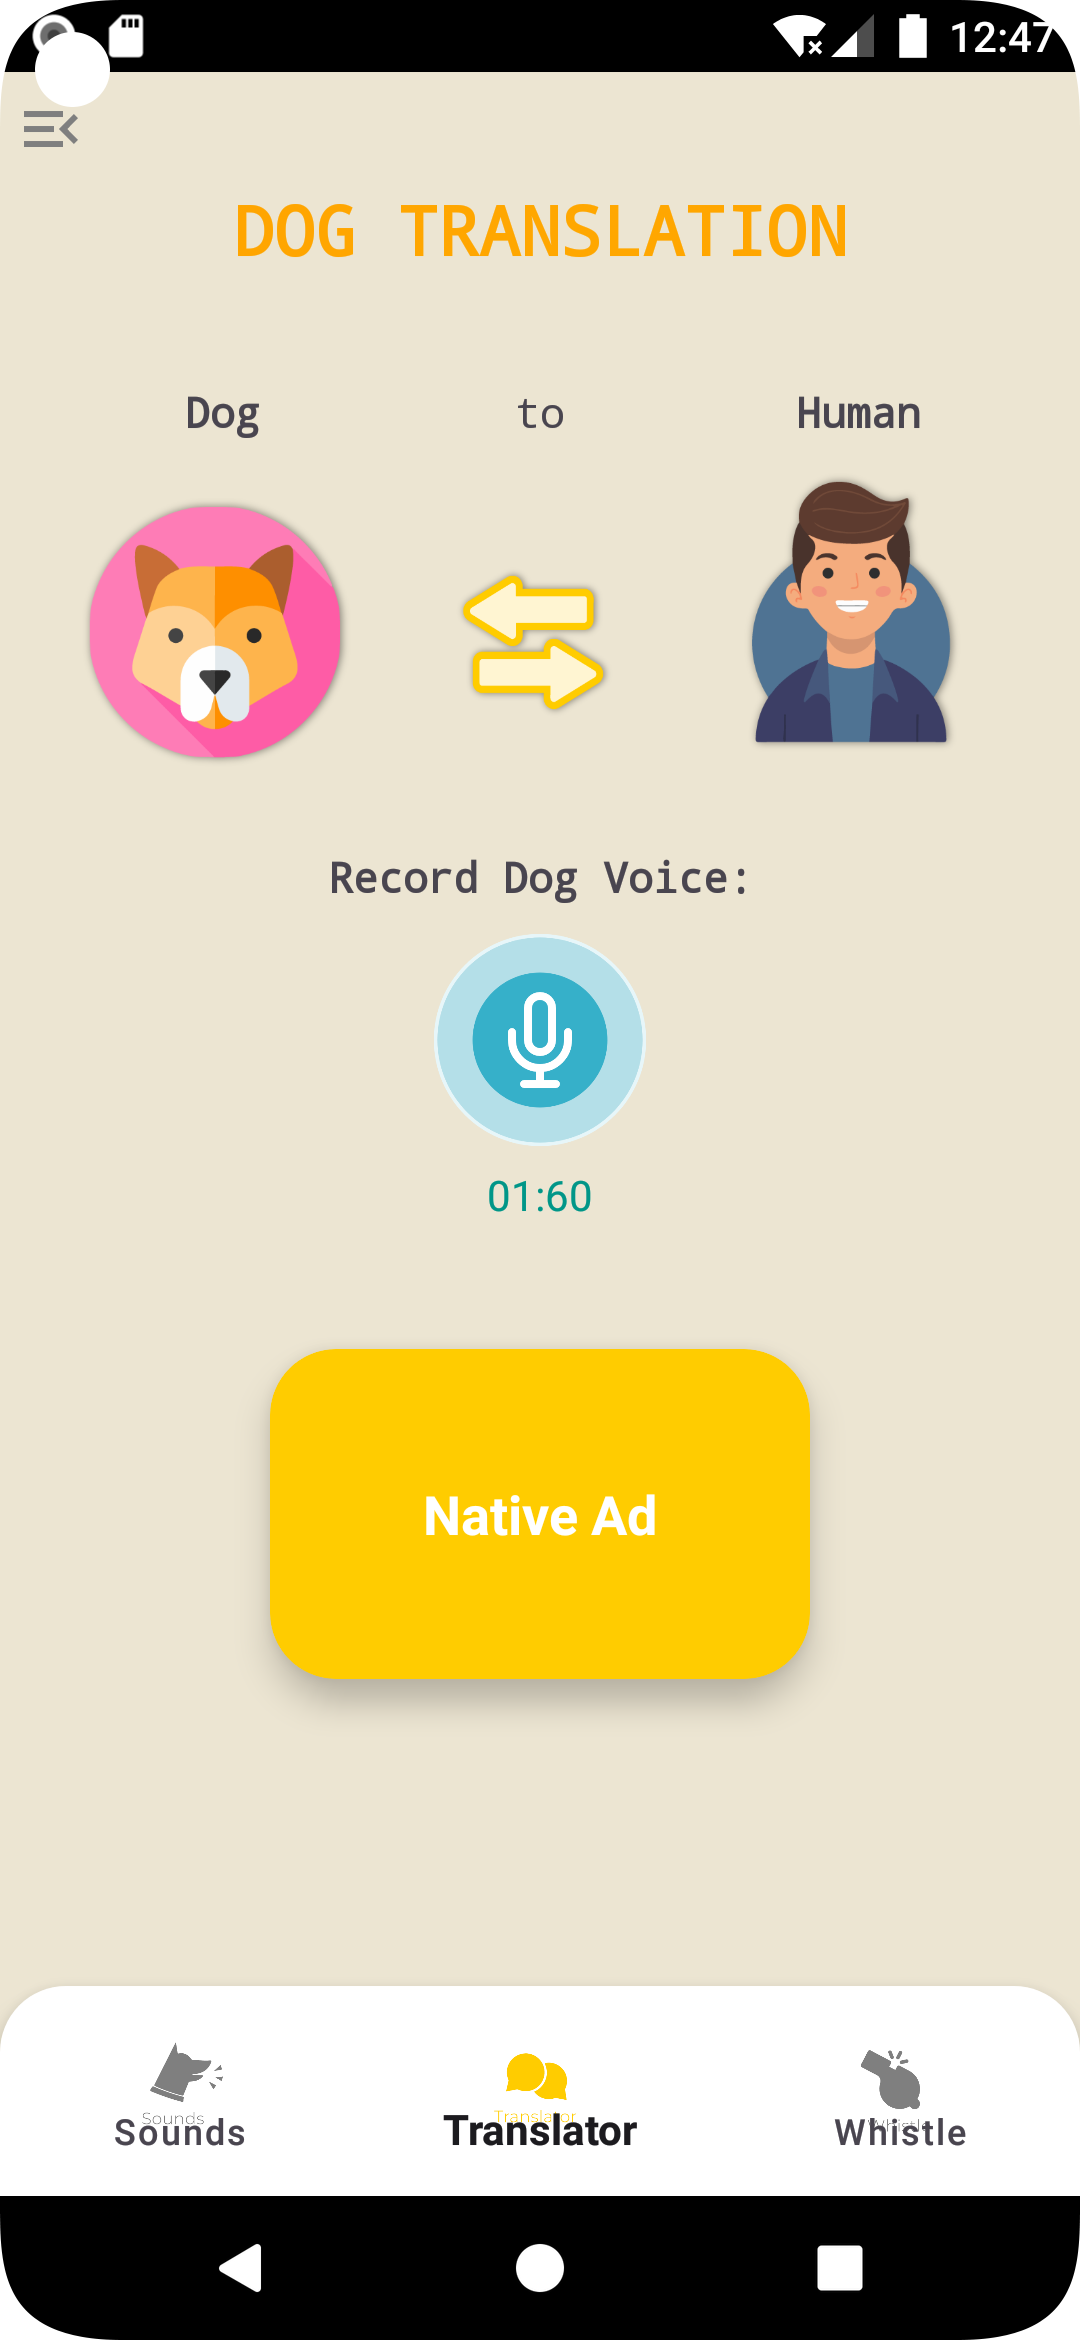 12:47
DOG TRANSLATION
Dog to Human
Record Dog Voice:
01:60
Native Ad
Sounds Translator Whistle
Sounds Translator Whistle